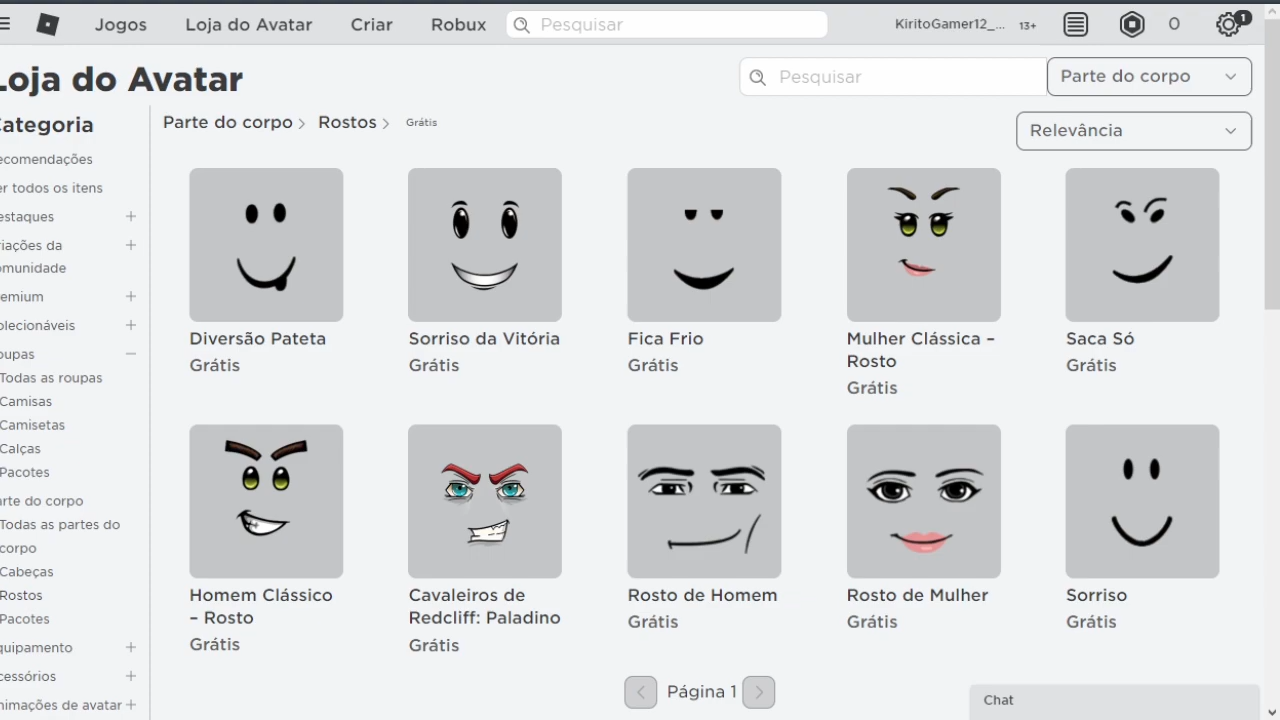 Jogos Loja do Avatar Criar Robux Pesquisar KiritoGamer12_... 13+ 0 1
Loja do Avatar
Pesquisar Parte do corpo
Categoria
Parte do corpo > Rostos > Grátis
Relevância
ecomendações
er todos os itens
estaques +
riações da +
omunidade
emium +
olecionáveis +
oupas −
Todas as roupas
Camisas
Camisetas
Calças
Pacotes
arte do corpo
Todas as partes do
corpo
Cabeças
Rostos
Pacotes
quipamento +
cessórios +
nimações de avatar +
Diversão Pateta
Grátis
Sorriso da Vitória
Grátis
Fica Frio
Grátis
Mulher Clássica –
Rosto
Grátis
Saca Só
Grátis
Homem Clássico
– Rosto
Grátis
Cavaleiros de
Redcliff: Paladino
Grátis
Rosto de Homem
Grátis
Rosto de Mulher
Grátis
Sorriso
Grátis
< Página 1 >
Chat